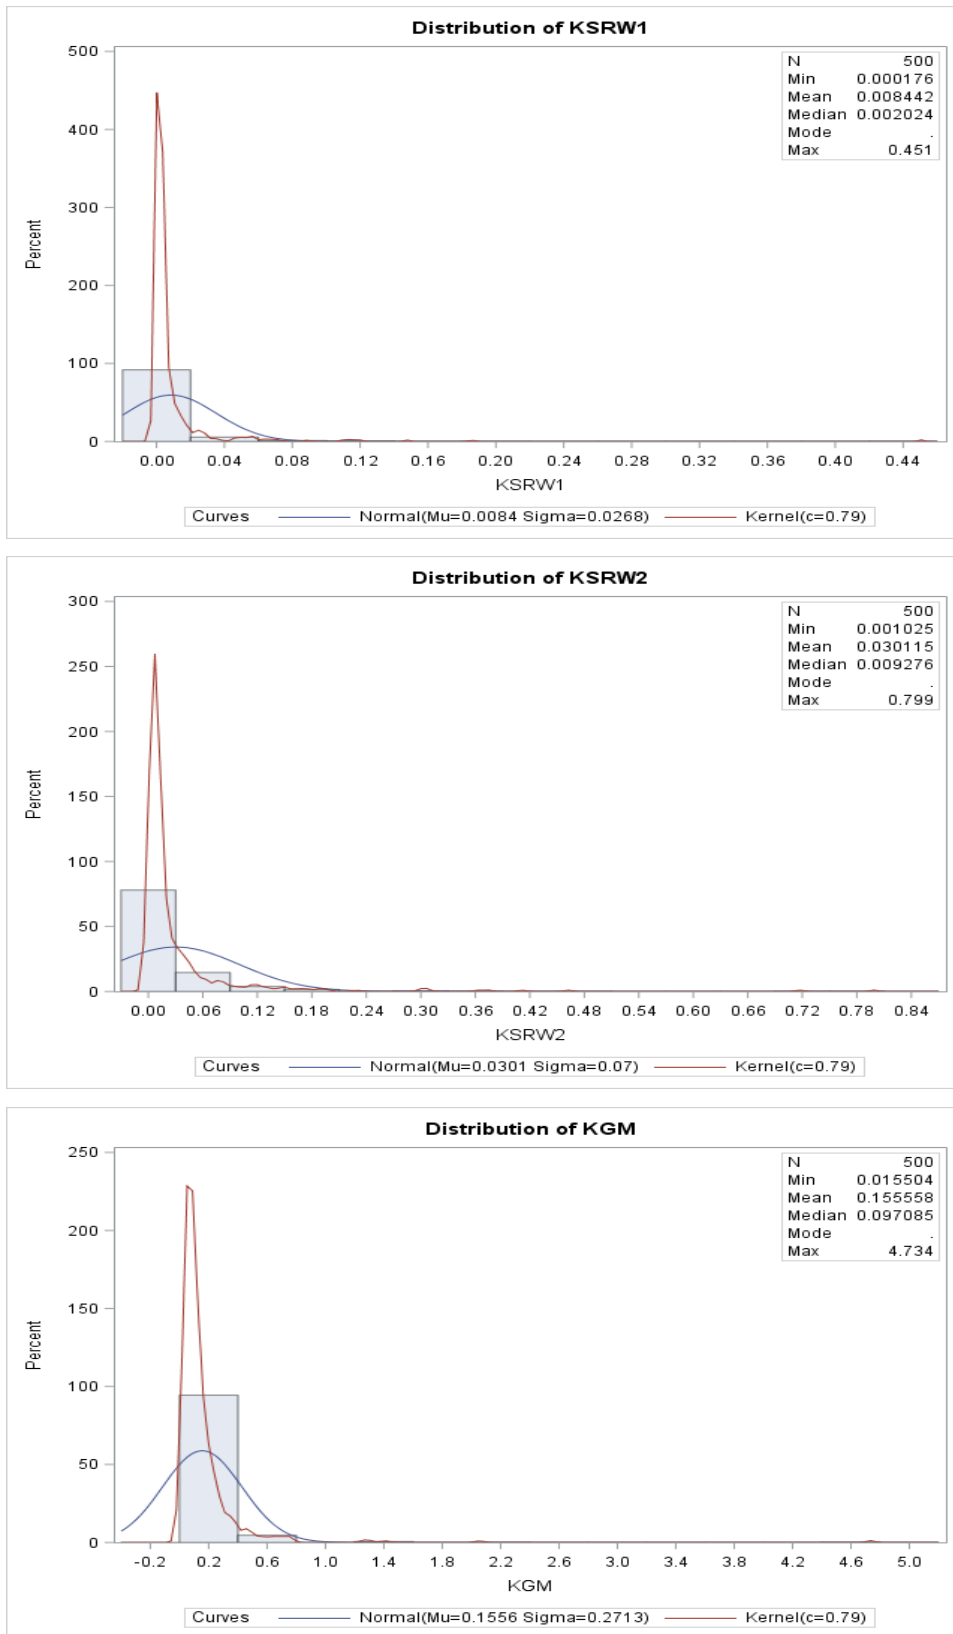 Distribution of KSRW1
500
400
300
200
100
0
Percent
N 500
Min 0.000176
Mean 0.008442
Median 0.002024
Mode .
Max 0.451
0.00 0.04 0.08 0.12 0.16 0.20 0.24 0.28 0.32 0.36 0.40 0.44
KSRW1
Curves Normal(Mu=0.0084 Sigma=0.0268) Kernel(c=0.79)
Distribution of KSRW2
300
250
200
150
100
50
0
Percent
N 500
Min 0.001025
Mean 0.030115
Median 0.009276
Mode .
Max 0.799
0.00 0.06 0.12 0.18 0.24 0.30 0.36 0.42 0.48 0.54 0.60 0.66 0.72 0.78 0.84
KSRW2
Curves Normal(Mu=0.0301 Sigma=0.07) Kernel(c=0.79)
Distribution of KGM
250
200
150
100
50
0
Percent
N 500
Min 0.015504
Mean 0.155558
Median 0.097085
Mode .
Max 4.734
-0.2 0.2 0.6 1.0 1.4 1.8 2.2 2.6 3.0 3.4 3.8 4.2 4.6 5.0
KGM
Curves Normal(Mu=0.1556 Sigma=0.2713) Kernel(c=0.79)